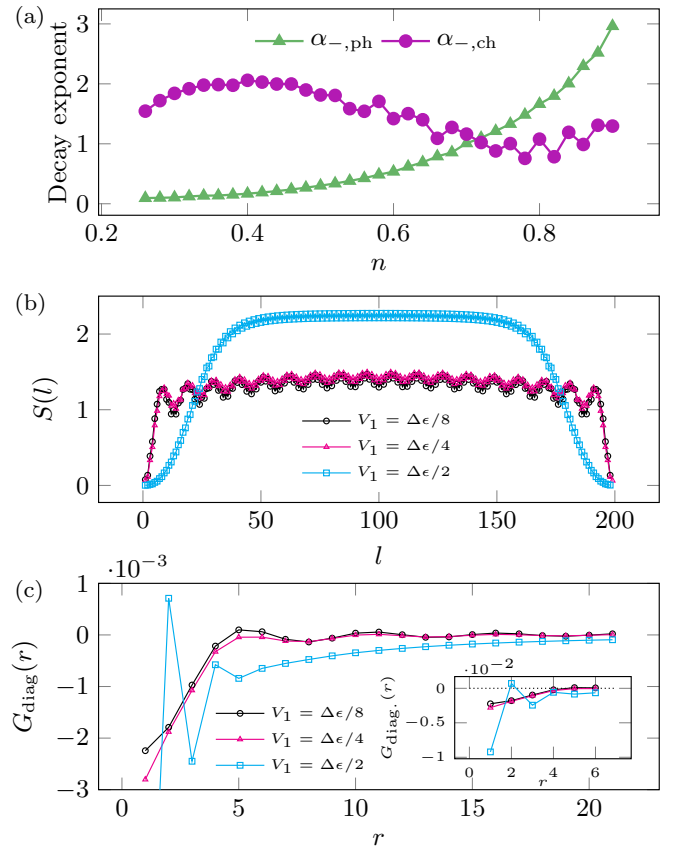 (a)
3
2
1
0
Decay exponent
α₋,ph
α₋,ch
0.2 0.4 0.6 0.8
n
(b)
2
1
0
S(l)
V₁ = Δϵ/8
V₁ = Δϵ/4
V₁ = Δϵ/2
0 50 100 150 200
l
(c)
·10⁻³
1
0
−1
−2
−3
G_diag(r)
V₁ = Δϵ/8
V₁ = Δϵ/4
V₁ = Δϵ/2
·10⁻²
0
−0.5
−1
G_diag.(r)
0 2 4 6
r
0 5 10 15 20
r